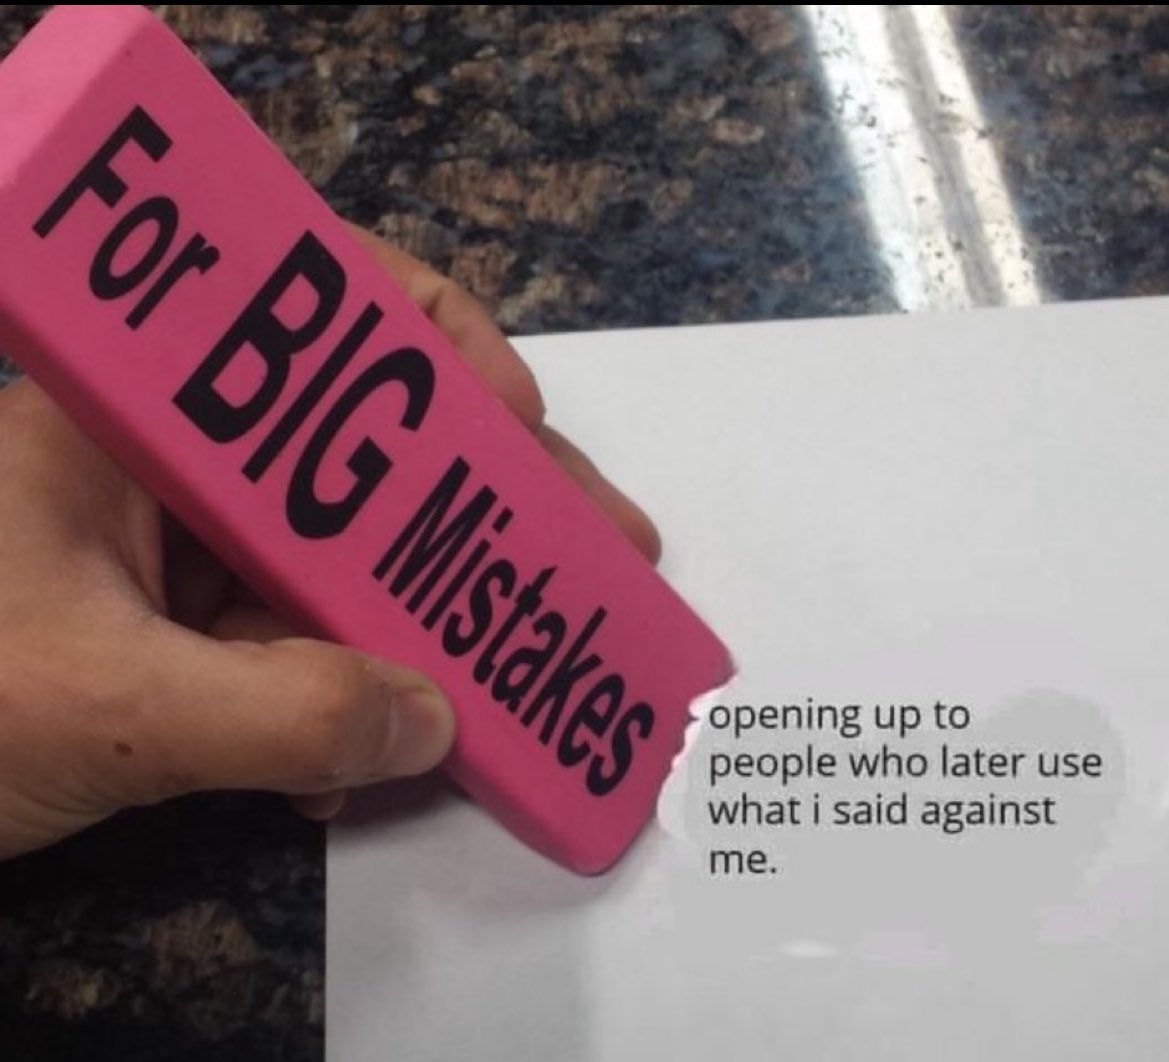 For BIG Mistakes
opening up to
people who later use
what i said against
me.